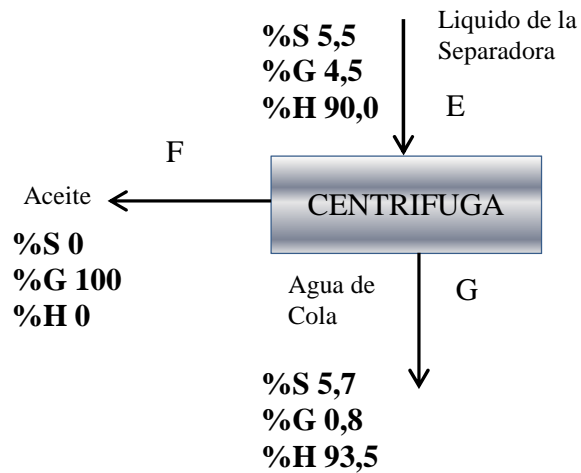 %S 5,5
%G 4,5
%H 90,0
Liquido de la
Separadora
E
F
Aceite
%S 0
%G 100
%H 0
CENTRIFUGA
Agua de
Cola
G
%S 5,7
%G 0,8
%H 93,5